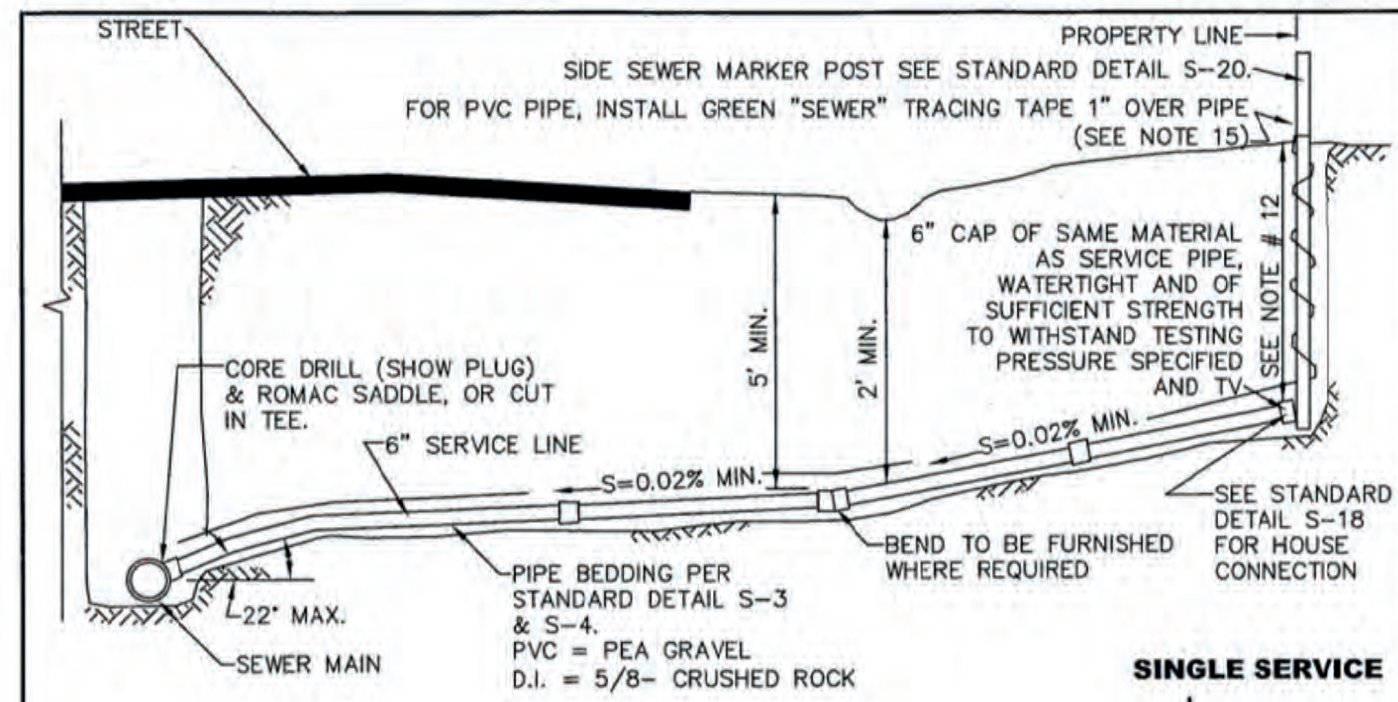 STREET
PROPERTY LINE
SIDE SEWER MARKER POST SEE STANDARD DETAIL S-20.
FOR PVC PIPE, INSTALL GREEN "SEWER" TRACING TAPE 1" OVER PIPE
(SEE NOTE 15)
6" CAP OF SAME MATERIAL
AS SERVICE PIPE,
WATERTIGHT AND OF
SUFFICIENT STRENGTH
TO WITHSTAND TESTING
PRESSURE SPECIFIED
AND TV
SEE NOTE # 12
5' MIN.
2' MIN.
CORE DRILL (SHOW PLUG)
& ROMAC SADDLE, OR CUT
IN TEE.
6" SERVICE LINE
S=0.02% MIN.
S=0.02% MIN.
SEE STANDARD
DETAIL S-18
FOR HOUSE
CONNECTION
BEND TO BE FURNISHED
WHERE REQUIRED
PIPE BEDDING PER
STANDARD DETAIL S-3
& S-4.
PVC = PEA GRAVEL
D.I. = 5/8- CRUSHED ROCK
22° MAX.
SEWER MAIN
SINGLE SERVICE